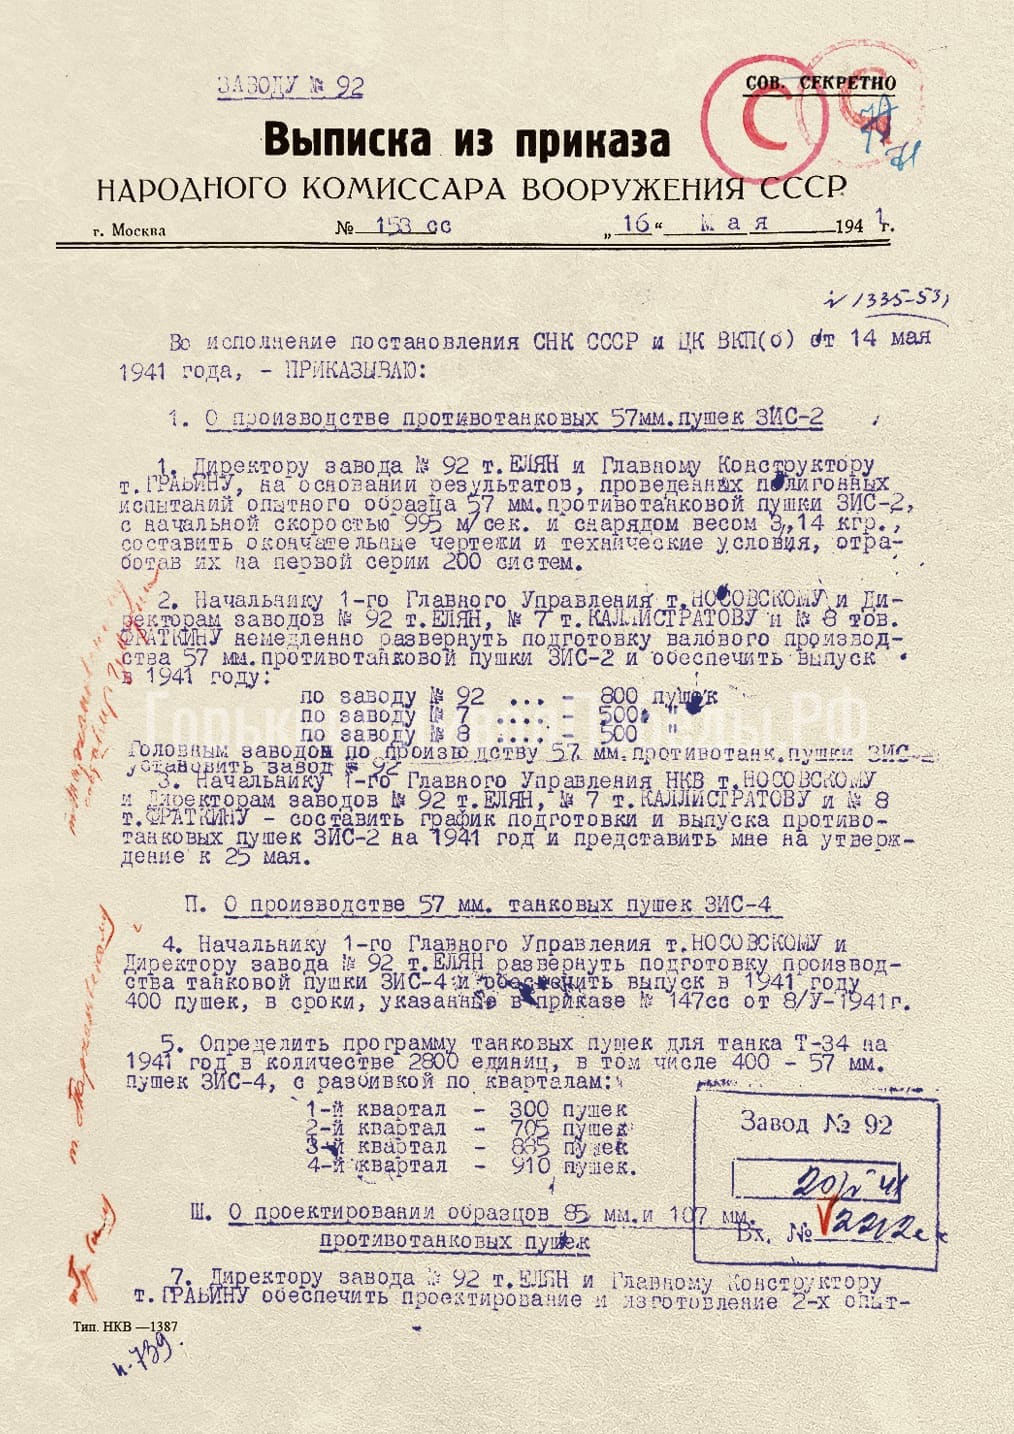 ЗАВОДУ № 92
СОВ. СЕКРЕТНО
С
С
71
Выписка из приказа
НАРОДНОГО КОМИССАРА ВООРУЖЕНИЯ СССР
г. Москва № 153 сс „ 16 “ Мая 1941 г.
1335-531
Во исполнение постановления СНК СССР и ЦК ВКП(б) от 14 мая
1941 года, - ПРИКАЗЫВАЮ:
1. О производстве противотанковых 57мм.пушек ЗИС-2
1. Директору завода № 92 т.ЕЛЯН и Главному Конструктору
т.ГРАБИНУ, на основании результатов, проведенных полигонных
испытаний опытного образца 57 мм.противотанковой пушки ЗИС-2,
с начальной скоростью 995 м/сек. и снарядом весом 3,14 кгр.,
составить окончательные чертежи и технические условия, отра-
ботав их на первой серии 200 систем.
2. Начальнику 1-го Главного Управления т.НОСОВСКОМУ и Ди-
ректорам заводов № 92 т.ЕЛЯН, № 7 т.КАЛЛИСТРАТОВУ и № 8 тов.
ФРАТКИНУ немедленно развернуть подготовку валового производ-
ства 57 мм.противотанковой пушки ЗИС-2 и обеспечить выпуск
в 1941 году:
по заводу № 92 ... - 800 пушек
по заводу № 7 .... - 500 "
по заводу № 8 .... - 500 "
Головным заводом по производству 57 мм.противотанк.пушки ЗИС-2
установить завод № 92
3. Начальнику 1-го Главного Управления НКВ т.НОСОВСКОМУ
и Директорам заводов № 92 т.ЕЛЯН, № 7 т.КАЛЛИСТРАТОВУ и № 8
т.ФРАТКИНУ - составить график подготовки и выпуска противо-
танковых пушек ЗИС-2 на 1941 год и представить мне на утверж-
дение к 25 мая.
П. О производстве 57 мм. танковых пушек ЗИС-4
4. Начальнику 1-го Главного Управления т.НОСОВСКОМУ и
Директору завода № 92 т.ЕЛЯН развернуть подготовку производ-
ства танковой пушки ЗИС-4 и обеспечить выпуск в 1941 году
400 пушек, в сроки, указанные в приказе № 147сс от 8/У-1941г.
5. Определить программу танковых пушек для танка Т-34 на
1941 год в количестве 2800 единиц, в том числе 400 - 57 мм.
пушек ЗИС-4, с разбивкой по кварталам:
1-й квартал - 300 пушек
2-й квартал - 705 пушек
3-й квартал - 885 пушек
4-й квартал - 910 пушек.
Завод № 92
20/V 41
Вх. № 2212с
Ш. О проектировании образцов 85 мм.и 107 мм.
противотанковых пушек
7. Директору завода № 92 т.ЕЛЯН и Главному Конструктору
т.ГРАБИНУ обеспечить проектирование и изготовление 2-х опыт-
Тип. НКВ —1387
н-739.